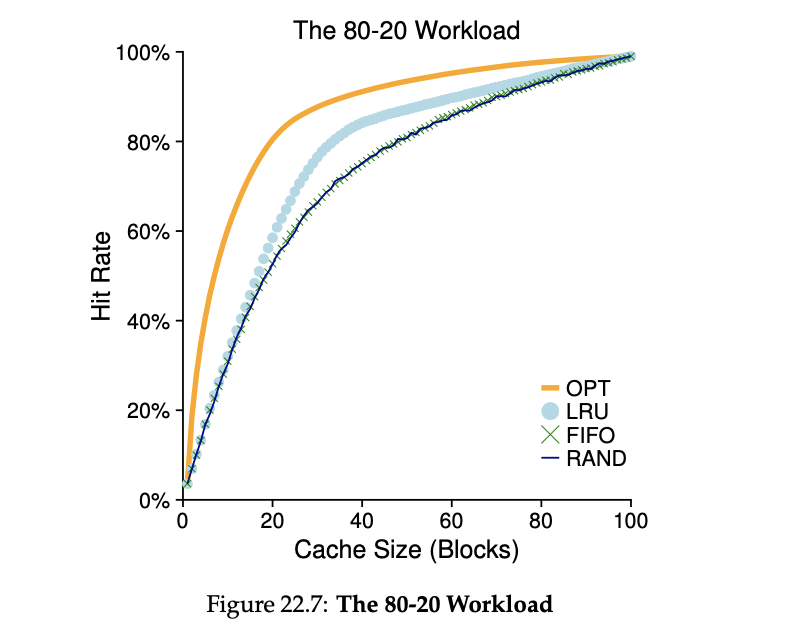 The 80-20 Workload
100%
80%
60%
40%
20%
0%
Hit Rate
0 20 40 60 80 100
Cache Size (Blocks)
OPT
LRU
FIFO
RAND
Figure 22.7: The 80-20 Workload